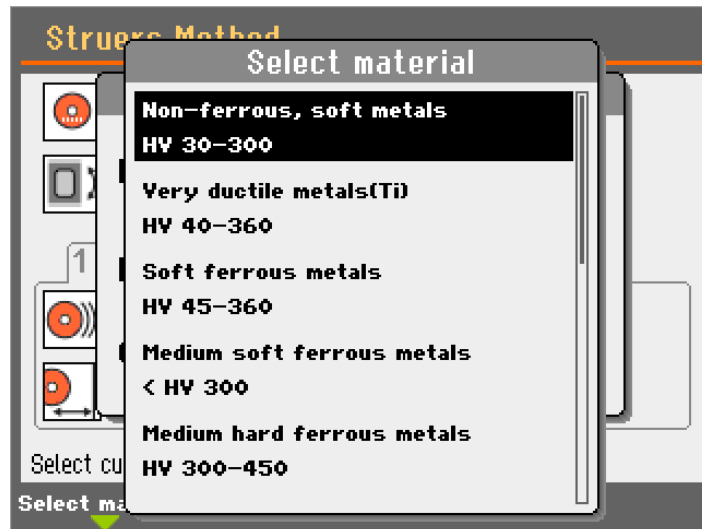 Struers Method
Select material
Non-ferrous, soft metals
HV 30-300
Very ductile metals(Ti)
HV 40-360
Soft ferrous metals
HV 45-360
1
Medium soft ferrous metals
< HV 300
Medium hard ferrous metals
HV 300-450
Select cu
Select ma